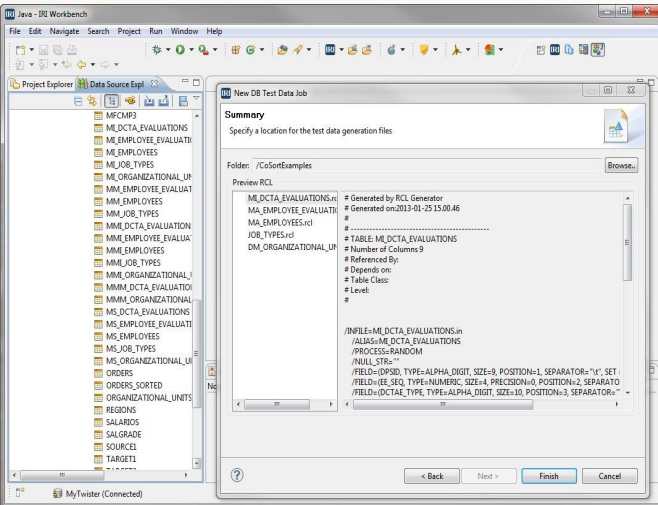 Java - IRI Workbench
File Edit Navigate Search Project Run Window Help
Project Explorer Data Source Expl
MFCMP3
MI_DCTA_EVALUATIONS
MI_EMPLOYEE_EVALUATIO
MI_EMPLOYEES
MI_JOB_TYPES
MI_ORGANIZATIONAL_UN
MM_EMPLOYEE_EVALUAT
MM_EMPLOYEES
MM_JOB_TYPES
MMI_DCTA_EVALUATION
MMI_EMPLOYEE_EVALUA
MMI_EMPLOYEES
MMI_JOB_TYPES
MMI_ORGANIZATIONAL_
MMM_DCTA_EVALUATIO
MMM_ORGANIZATIONAL
MS_DCTA_EVALUATIONS
MS_EMPLOYEE_EVALUATI
MS_EMPLOYEES
MS_JOB_TYPES
MS_ORGANIZATIONAL_U
ORDERS
ORDERS_SORTED
ORGANIZATIONAL_UNITS
REGIONS
SALARIOS
SALGRADE
SOURCE1
TARGET1
MyTwister (Connected)
New DB Test Data Job
Summary
Specify a location for the test data generation files
Folder: /CoSortExamples Browse..
Preview RCL
MI_DCTA_EVALUATIONS.rc
MA_EMPLOYEE_EVALUATIO
MA_EMPLOYEES.rcl
JOB_TYPES.rcl
DM_ORGANIZATIONAL_UN
# Generated by RCL Generator
# Generated on:2013-01-25 15.00.46
#
# -----------------------------------------------
# TABLE: MI_DCTA_EVALUATIONS
# Number of Columns 9
# Referenced By:
# Depends on:
# Table Class:
# Level:
#
/INFILE=MI_DCTA_EVALUATIONS.in
/ALIAS=MI_DCTA_EVALUATIONS
/PROCESS=RANDOM
/NULL_STR=""
/FIELD=(DPSID, TYPE=ALPHA_DIGIT, SIZE=9, POSITION=1, SEPARATOR="\t", SET
/FIELD=(EE_SEQ, TYPE=NUMERIC, SIZE=4, PRECISION=0, POSITION=2, SEPARATO
/FIELD=(DCTAE_TYPE, TYPE=ALPHA_DIGIT, SIZE=10, POSITION=3, SEPARATOR="
< Back Next > Finish Cancel